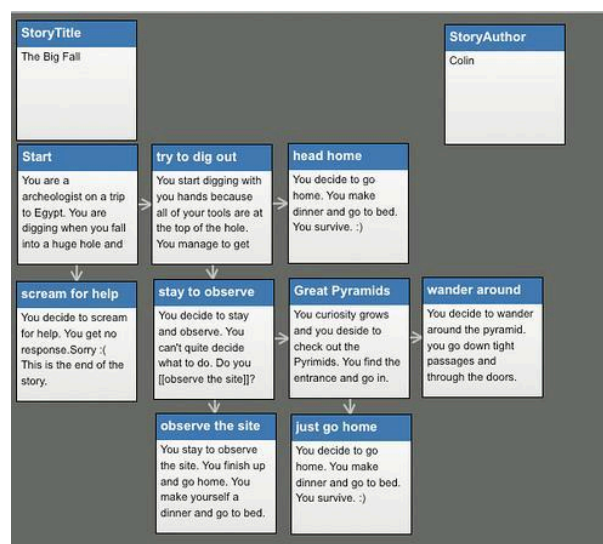 StoryTitle
The Big Fall
StoryAuthor
Colin
Start
You are a
archeologist on a trip
to Egypt. You are
digging when you fall
into a huge hole and
try to dig out
You start digging with
you hands because
all of your tools are at
the top of the hole.
You manage to get
head home
You decide to go
home. You make
dinner and go to bed.
You survive. :)
scream for help
You decide to scream
for help. You get no
response.Sorry :(
This is the end of the
story.
stay to observe
You decide to stay
and observe. You
can't quite decide
what to do. Do you
[[observe the site]]?
Great Pyramids
You curiosity grows
and you deside to
check out the
Pyrimids. You find the
entrance and go in.
wander around
You decide to wander
around the pyramid.
you go down tight
passages and
through the doors.
observe the site
You stay to observe
the site. You finish up
and go home. You
make yourself a
dinner and go to bed.
just go home
You decide to go
home. You make
dinner and go to bed.
You survive. :)